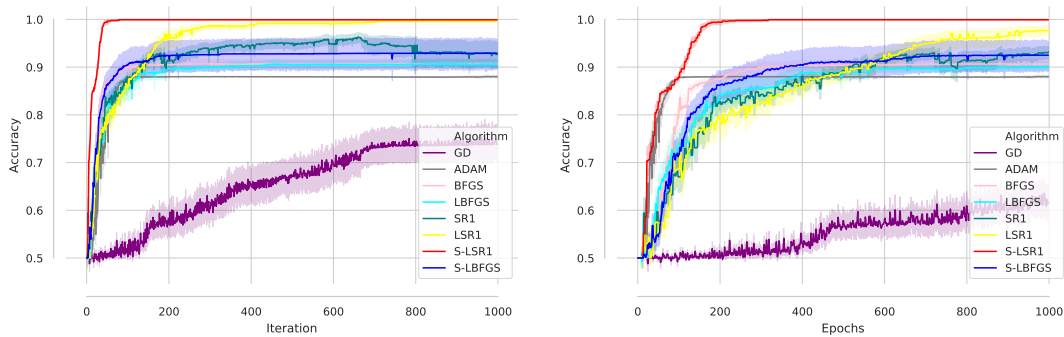 1.0
0.9
0.8
0.7
0.6
0.5
Accuracy
0
200
400
600
800
1000
Iteration
Algorithm
GD
ADAM
BFGS
LBFGS
SR1
LSR1
S-LSR1
S-LBFGS
1.0
0.9
0.8
0.7
0.6
0.5
Accuracy
0
200
400
600
800
1000
Epochs
Algorithm
GD
ADAM
BFGS
LBFGS
SR1
LSR1
S-LSR1
S-LBFGS